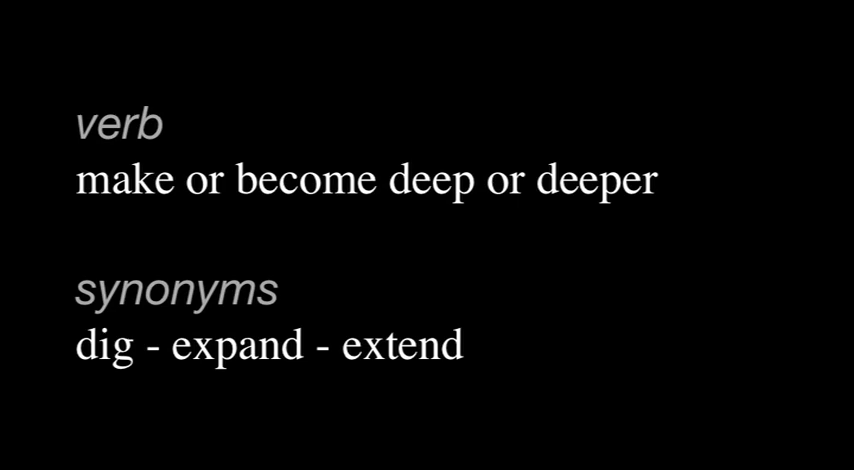 verb
make or become deep or deeper
synonyms
dig - expand - extend